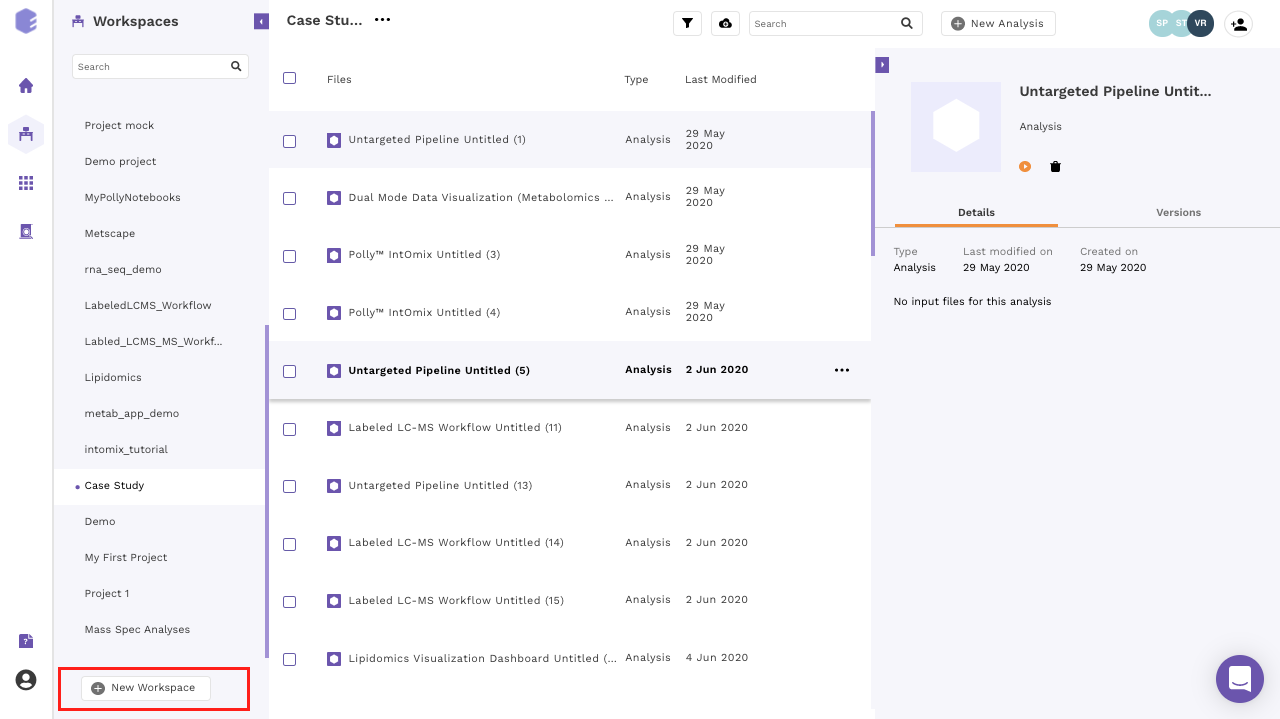 Workspaces
Search
Project mock
Demo project
MyPollyNotebooks
Metscape
rna_seq_demo
LabeledLCMS_Workflow
Labled_LCMS_MS_Workf...
Lipidomics
metab_app_demo
intomix_tutorial
Case Study
Demo
My First Project
Project 1
Mass Spec Analyses
New Workspace
Case Stu...
Search
New Analysis
SP ST VR
Files Type Last Modified
Untargeted Pipeline Untitled (1) Analysis 29 May
2020
Dual Mode Data Visualization (Metabolomics ... Analysis 29 May
2020
Polly™ IntOmix Untitled (3) Analysis 29 May
2020
Polly™ IntOmix Untitled (4) Analysis 29 May
2020
Untargeted Pipeline Untitled (5) Analysis 2 Jun 2020
Labeled LC-MS Workflow Untitled (11) Analysis 2 Jun 2020
Untargeted Pipeline Untitled (13) Analysis 2 Jun 2020
Labeled LC-MS Workflow Untitled (14) Analysis 2 Jun 2020
Labeled LC-MS Workflow Untitled (15) Analysis 2 Jun 2020
Lipidomics Visualization Dashboard Untitled (... Analysis 4 Jun 2020
Untargeted Pipeline Untit...
Analysis
Details Versions
Type Last modified on Created on
Analysis 29 May 2020 29 May 2020
No input files for this analysis